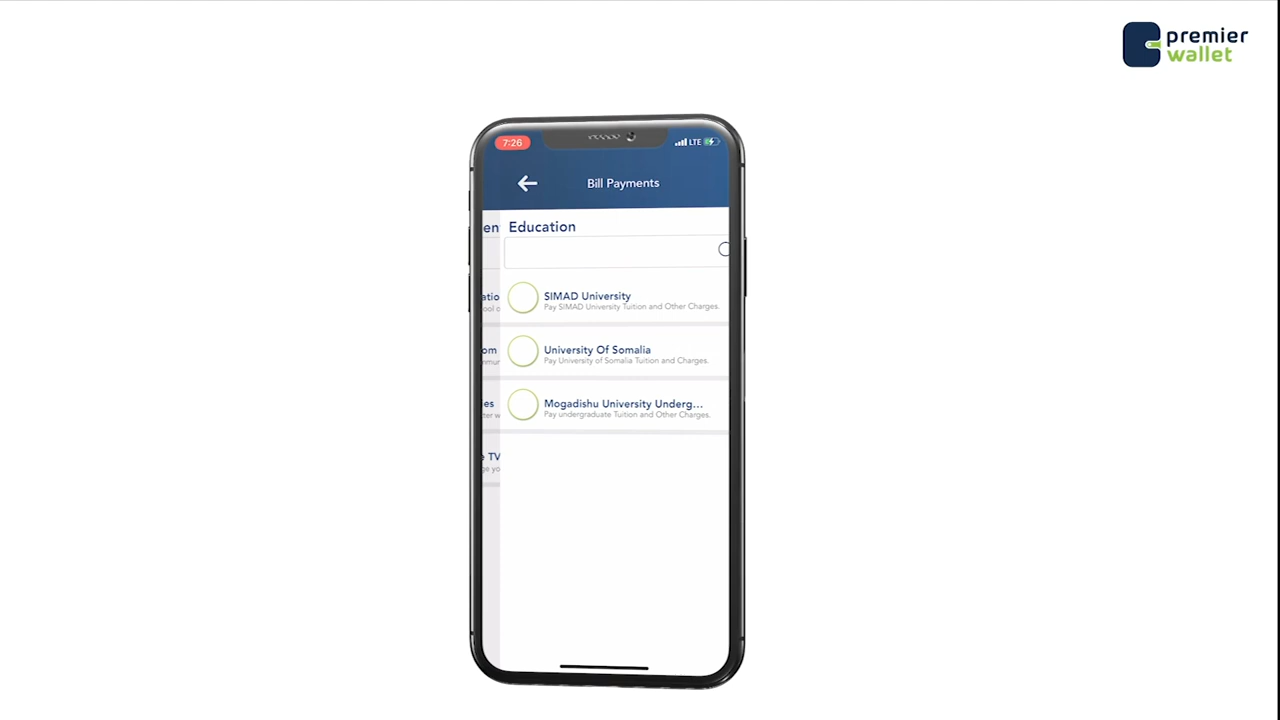 premier
wallet
7:26
LTE
Bill Payments
Education
SIMAD University
Pay SIMAD University Tuition and Other Charges.
University Of Somalia
Pay University of Somalia Tuition and Charges.
Mogadishu University Underg...
Pay undergraduate Tuition and Other Charges.
TV